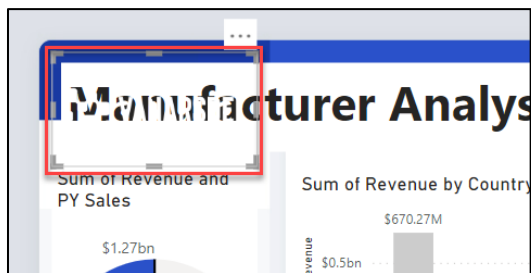 ...
Manufacturer Analys
Sum of Revenue and
PY Sales
Sum of Revenue by Country
$670.27M
$1.27bn
$0.5bn
evenue